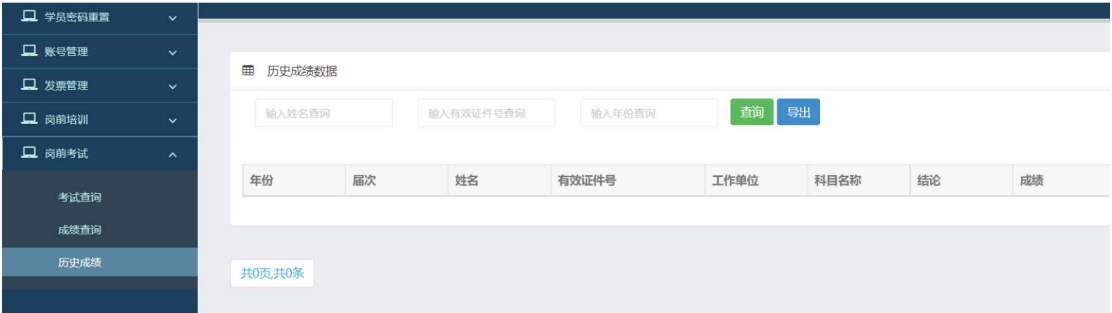 学员密码重置
账号管理
发票管理
岗前培训
岗前考试
考试查询
成绩查询
历史成绩
历史成绩数据
输入姓名查询 输入有效证件号查询 输入年份查询 查询 导出
年份 届次 姓名 有效证件号 工作单位 科目名称 结论 成绩
共0页,共0条